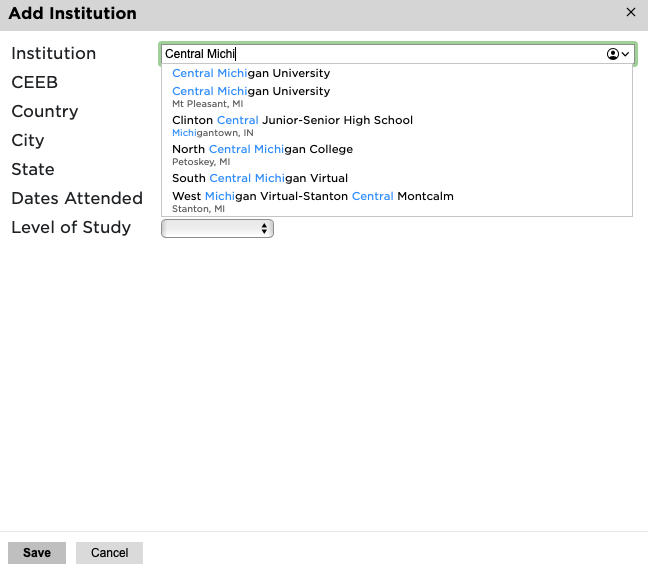 Add Institution ×
Institution
Central Michi
CEEB
Country
City
State
Dates Attended
Level of Study
Central Michigan University
Central Michigan University
Mt Pleasant, MI
Clinton Central Junior-Senior High School
Michigantown, IN
North Central Michigan College
Petoskey, MI
South Central Michigan Virtual
West Michigan Virtual-Stanton Central Montcalm
Stanton, MI
Save
Cancel